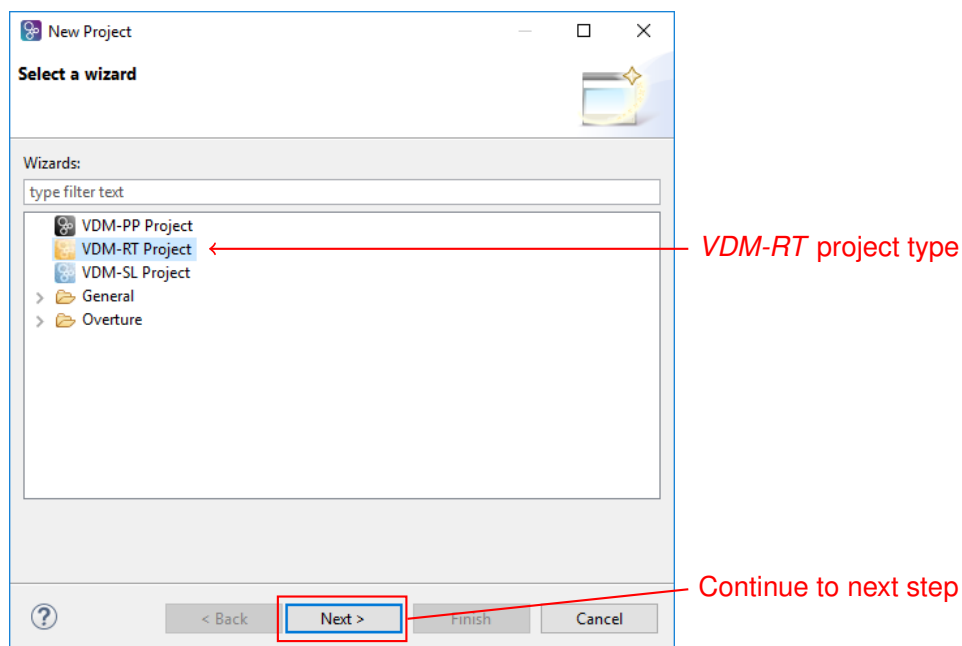 New Project
Select a wizard
Wizards:
type filter text
VDM-PP Project
VDM-RT Project
VDM-RT project type
VDM-SL Project
General
Overture
Continue to next step
? < Back Next > Finish Cancel